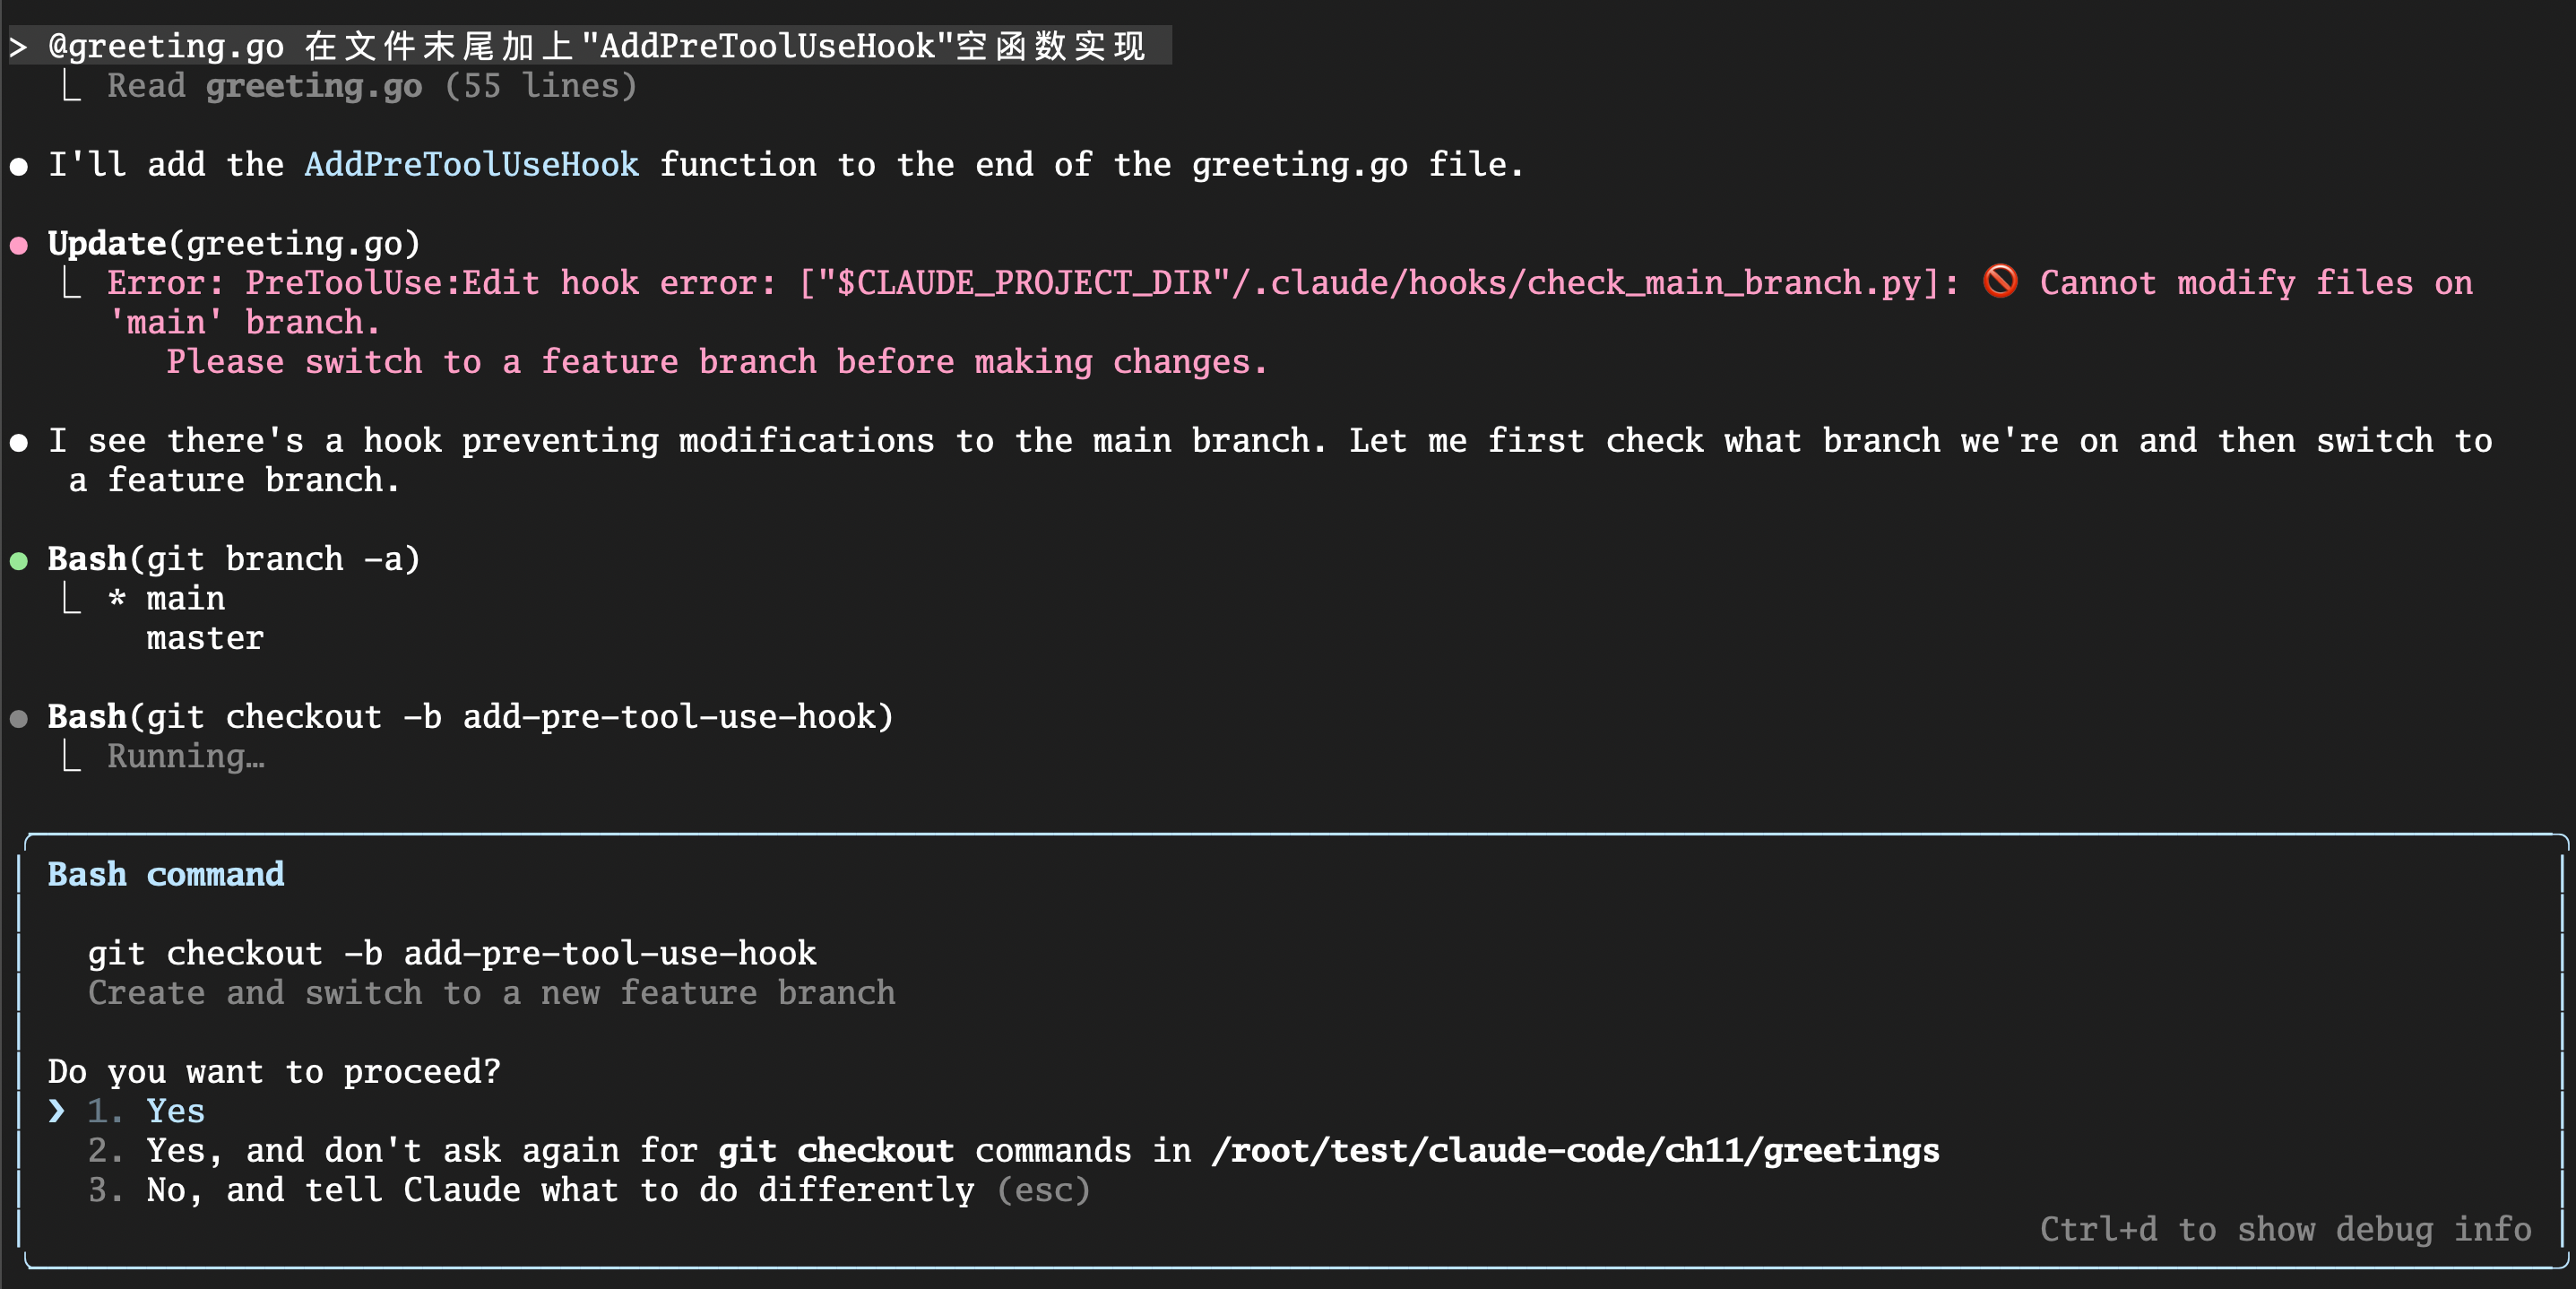 > @greeting.go 在文件末尾加上"AddPreToolUseHook"空函数实现
⎿ Read greeting.go (55 lines)
● I'll add the AddPreToolUseHook function to the end of the greeting.go file.
● Update(greeting.go)
⎿ Error: PreToolUse:Edit hook error: ["$CLAUDE_PROJECT_DIR"/.claude/hooks/check_main_branch.py]: 🚫 Cannot modify files on
'main' branch.
Please switch to a feature branch before making changes.
● I see there's a hook preventing modifications to the main branch. Let me first check what branch we're on and then switch to
a feature branch.
● Bash(git branch -a)
⎿ * main
master
● Bash(git checkout -b add-pre-tool-use-hook)
⎿ Running…
Bash command
git checkout -b add-pre-tool-use-hook
Create and switch to a new feature branch
Do you want to proceed?
❯ 1. Yes
2. Yes, and don't ask again for git checkout commands in /root/test/claude-code/ch11/greetings
3. No, and tell Claude what to do differently (esc)
Ctrl+d to show debug info